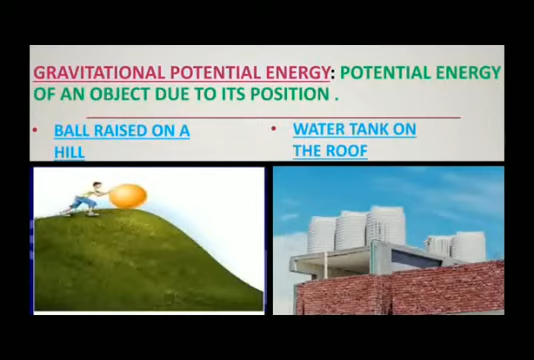 GRAVITATIONAL POTENTIAL ENERGY: POTENTIAL ENERGY
OF AN OBJECT DUE TO ITS POSITION .
• BALL RAISED ON A
HILL
• WATER TANK ON
THE ROOF